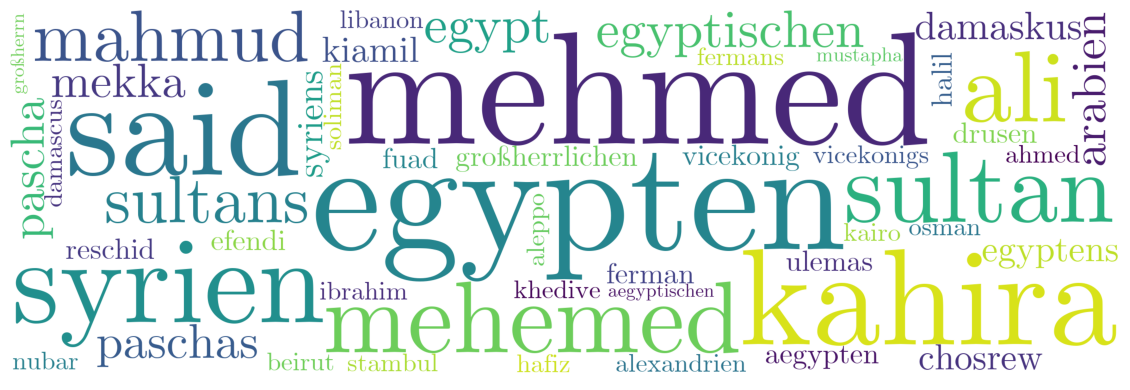 großherrn
mahmud
libanon
kiamil
egypt
egyptischen
fermans
mustapha
damaskus
mekka
said
syriens
soliman
mehmed
halil
ali
arabien
drusen
pascha
damascus
fuad
großherrlichen
vicekonig
vicekonigs
ahmed
sultans
egypten
aleppo
sultan
reschid
efendi
kairo
osman
egyptens
syrien
ibrahim
ferman
khedive
aegyptischen
ulemas
mehemed
kahira
paschas
nubar
beirut
stambul
hafiz
alexandrien
aegypten
chosrew